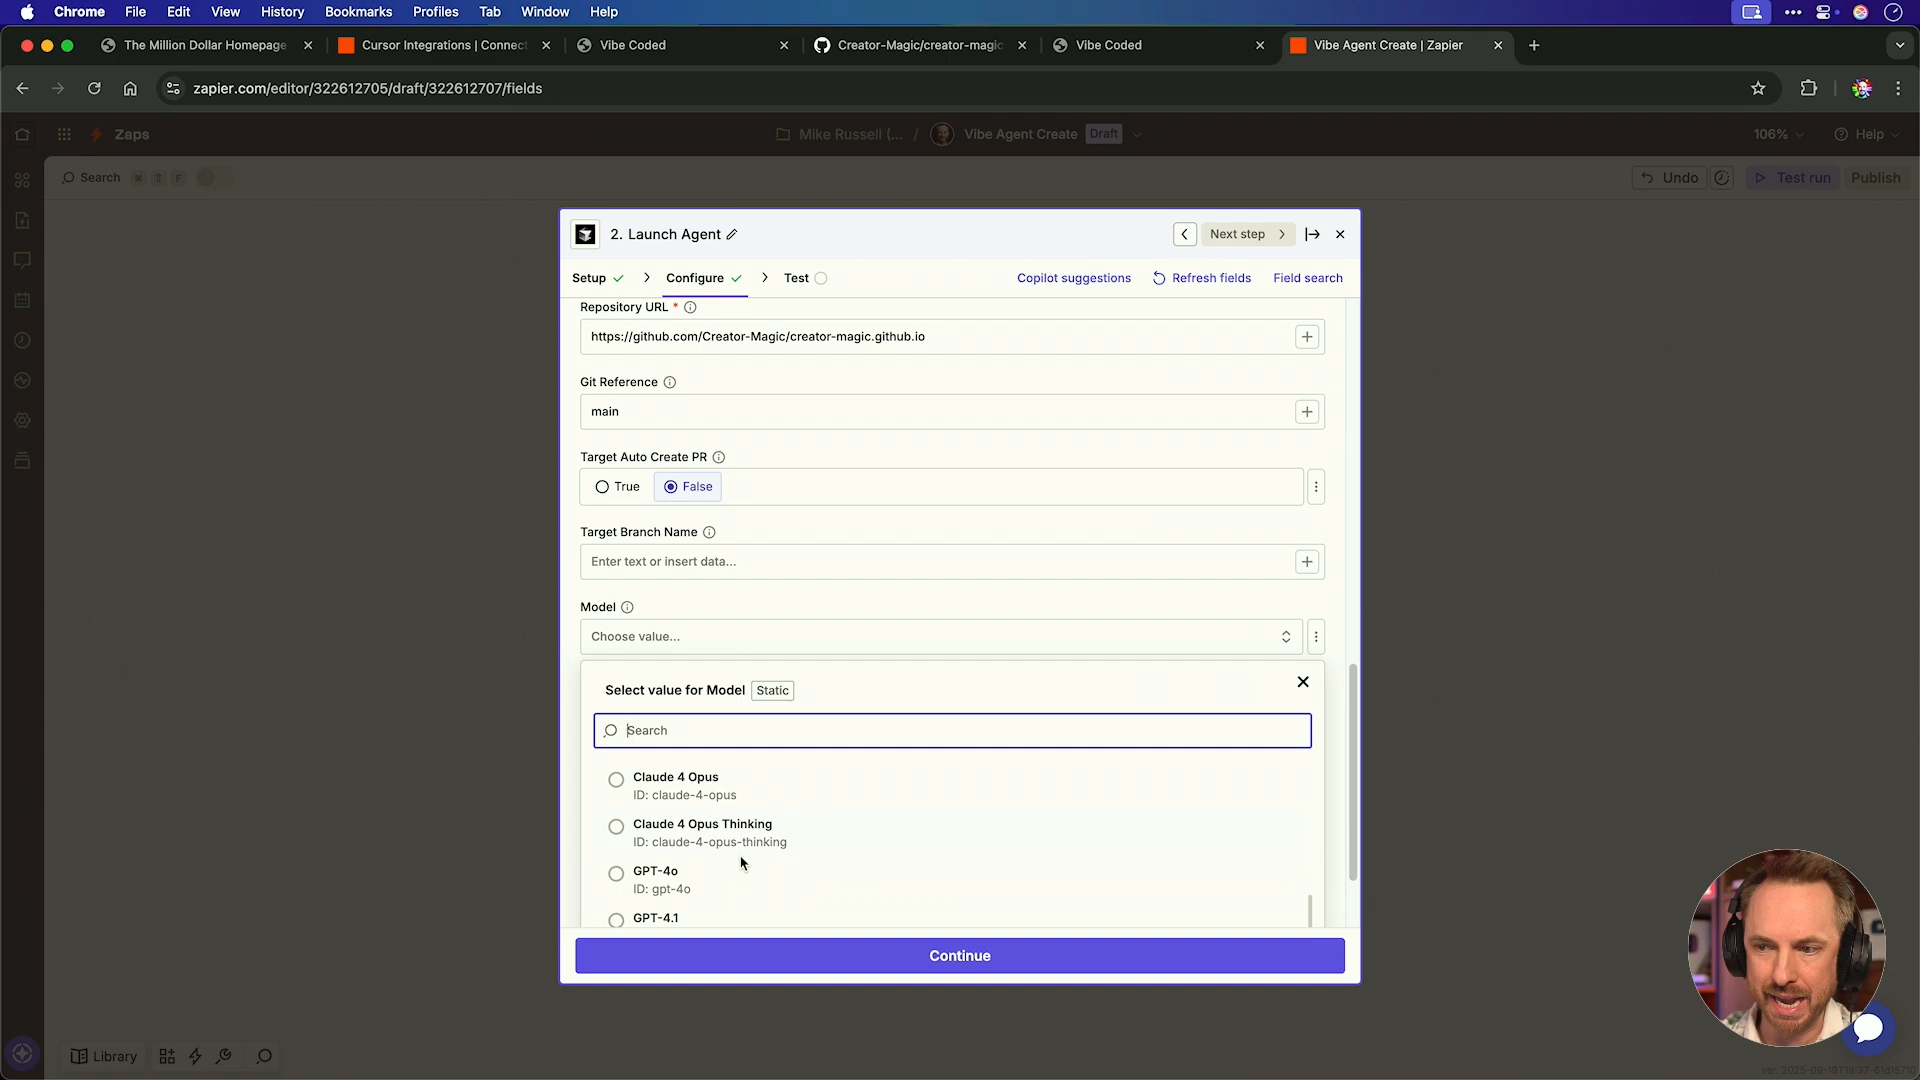 Chrome File Edit View History Bookmarks Profiles Tab Window Help
The Million Dollar Homepage
Cursor Integrations | Connect
Vibe Coded
Creator-Magic/creator-magic
Vibe Coded
Vibe Agent Create | Zapier
zapier.com/editor/322612705/draft/322612707/fields
Zaps
Mike Russell (... / Vibe Agent Create Draft
106% Help
Search ⌘ ⇧ F
Undo Test run Publish
2. Launch Agent
Next step
Setup Configure Test
Copilot suggestions Refresh fields Field search
Repository URL *
https://github.com/Creator-Magic/creator-magic.github.io
Git Reference
main
Target Auto Create PR
True False
Target Branch Name
Enter text or insert data...
Model
Choose value...
Select value for Model Static
Search
Claude 4 Opus
ID: claude-4-opus
Claude 4 Opus Thinking
ID: claude-4-opus-thinking
GPT-4o
ID: gpt-4o
GPT-4.1
Continue
Library